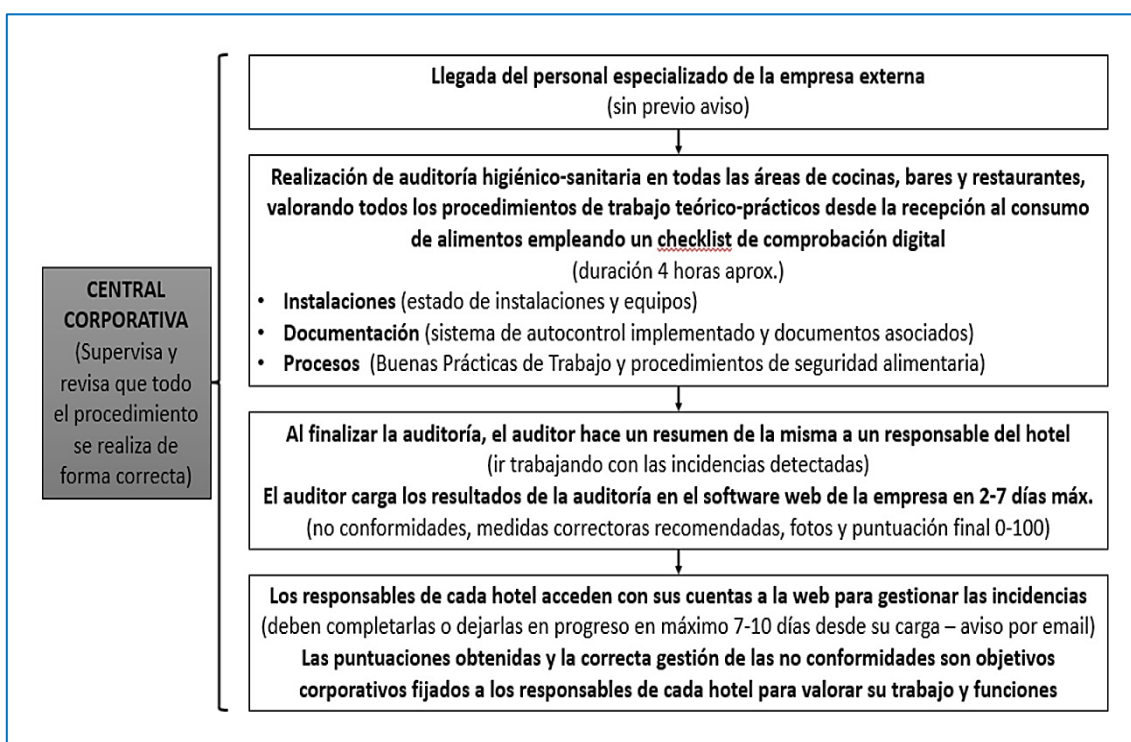 CENTRAL
CORPORATIVA
(Supervisa y
revisa que todo
el procedimiento
se realiza de
forma correcta)
Llegada del personal especializado de la empresa externa
(sin previo aviso)
Realización de auditoría higiénico-sanitaria en todas las áreas de cocinas, bares y restaurantes,
valorando todos los procedimientos de trabajo teórico-prácticos desde la recepción al consumo
de alimentos empleando un checklist de comprobación digital
(duración 4 horas aprox.)
• Instalaciones (estado de instalaciones y equipos)
• Documentación (sistema de autocontrol implementado y documentos asociados)
• Procesos (Buenas Prácticas de Trabajo y procedimientos de seguridad alimentaria)
Al finalizar la auditoría, el auditor hace un resumen de la misma a un responsable del hotel
(ir trabajando con las incidencias detectadas)
El auditor carga los resultados de la auditoría en el software web de la empresa en 2-7 días máx.
(no conformidades, medidas correctoras recomendadas, fotos y puntuación final 0-100)
Los responsables de cada hotel acceden con sus cuentas a la web para gestionar las incidencias
(deben completarlas o dejarlas en progreso en máximo 7-10 días desde su carga – aviso por email)
Las puntuaciones obtenidas y la correcta gestión de las no conformidades son objetivos
corporativos fijados a los responsables de cada hotel para valorar su trabajo y funciones